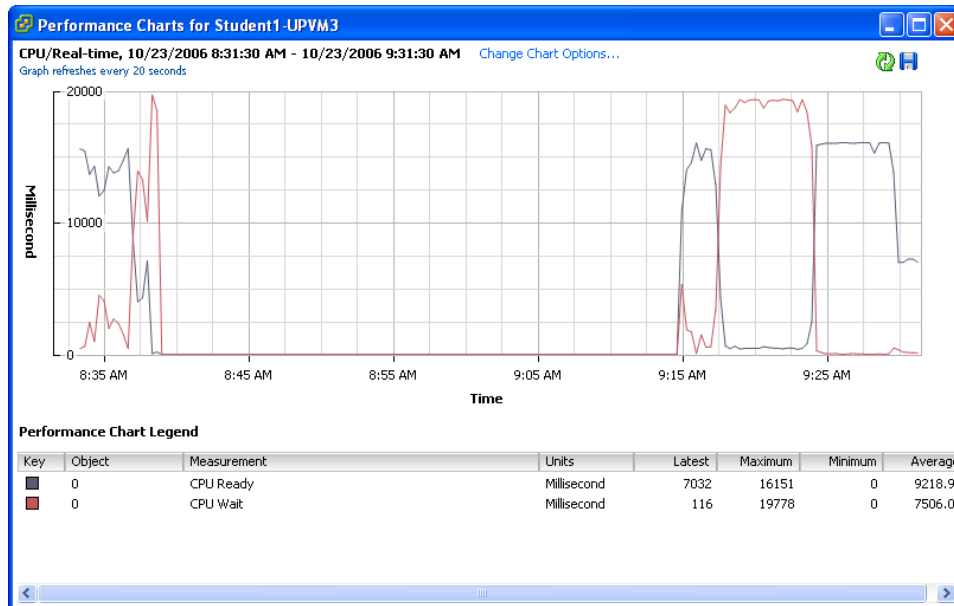 Performance Charts for Student1-UPVM3
CPU/Real-time, 10/23/2006 8:31:30 AM - 10/23/2006 9:31:30 AM Change Chart Options...
Graph refreshes every 20 seconds
20000
10000
0
Millisecond
8:35 AM 8:45 AM 8:55 AM 9:05 AM 9:15 AM 9:25 AM
Time
Performance Chart Legend
Key Object Measurement Units Latest Maximum Minimum Average
0 CPU Ready Millisecond 7032 16151 0 9218.9
0 CPU Wait Millisecond 116 19778 0 7506.0